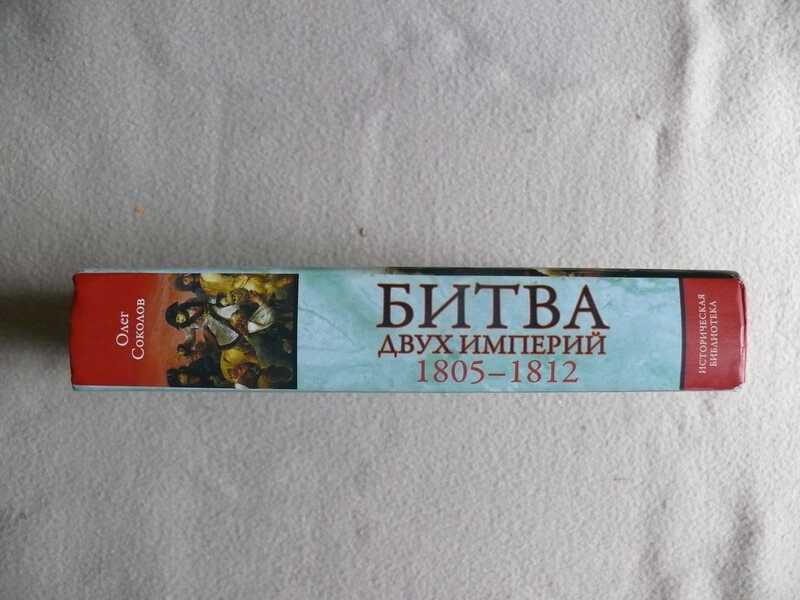 Олег
Соколов
БИТВА
ДВУХ ИМПЕРИЙ
1805–1812
ИСТОРИЧЕСКАЯ
БИБЛИОТЕКА